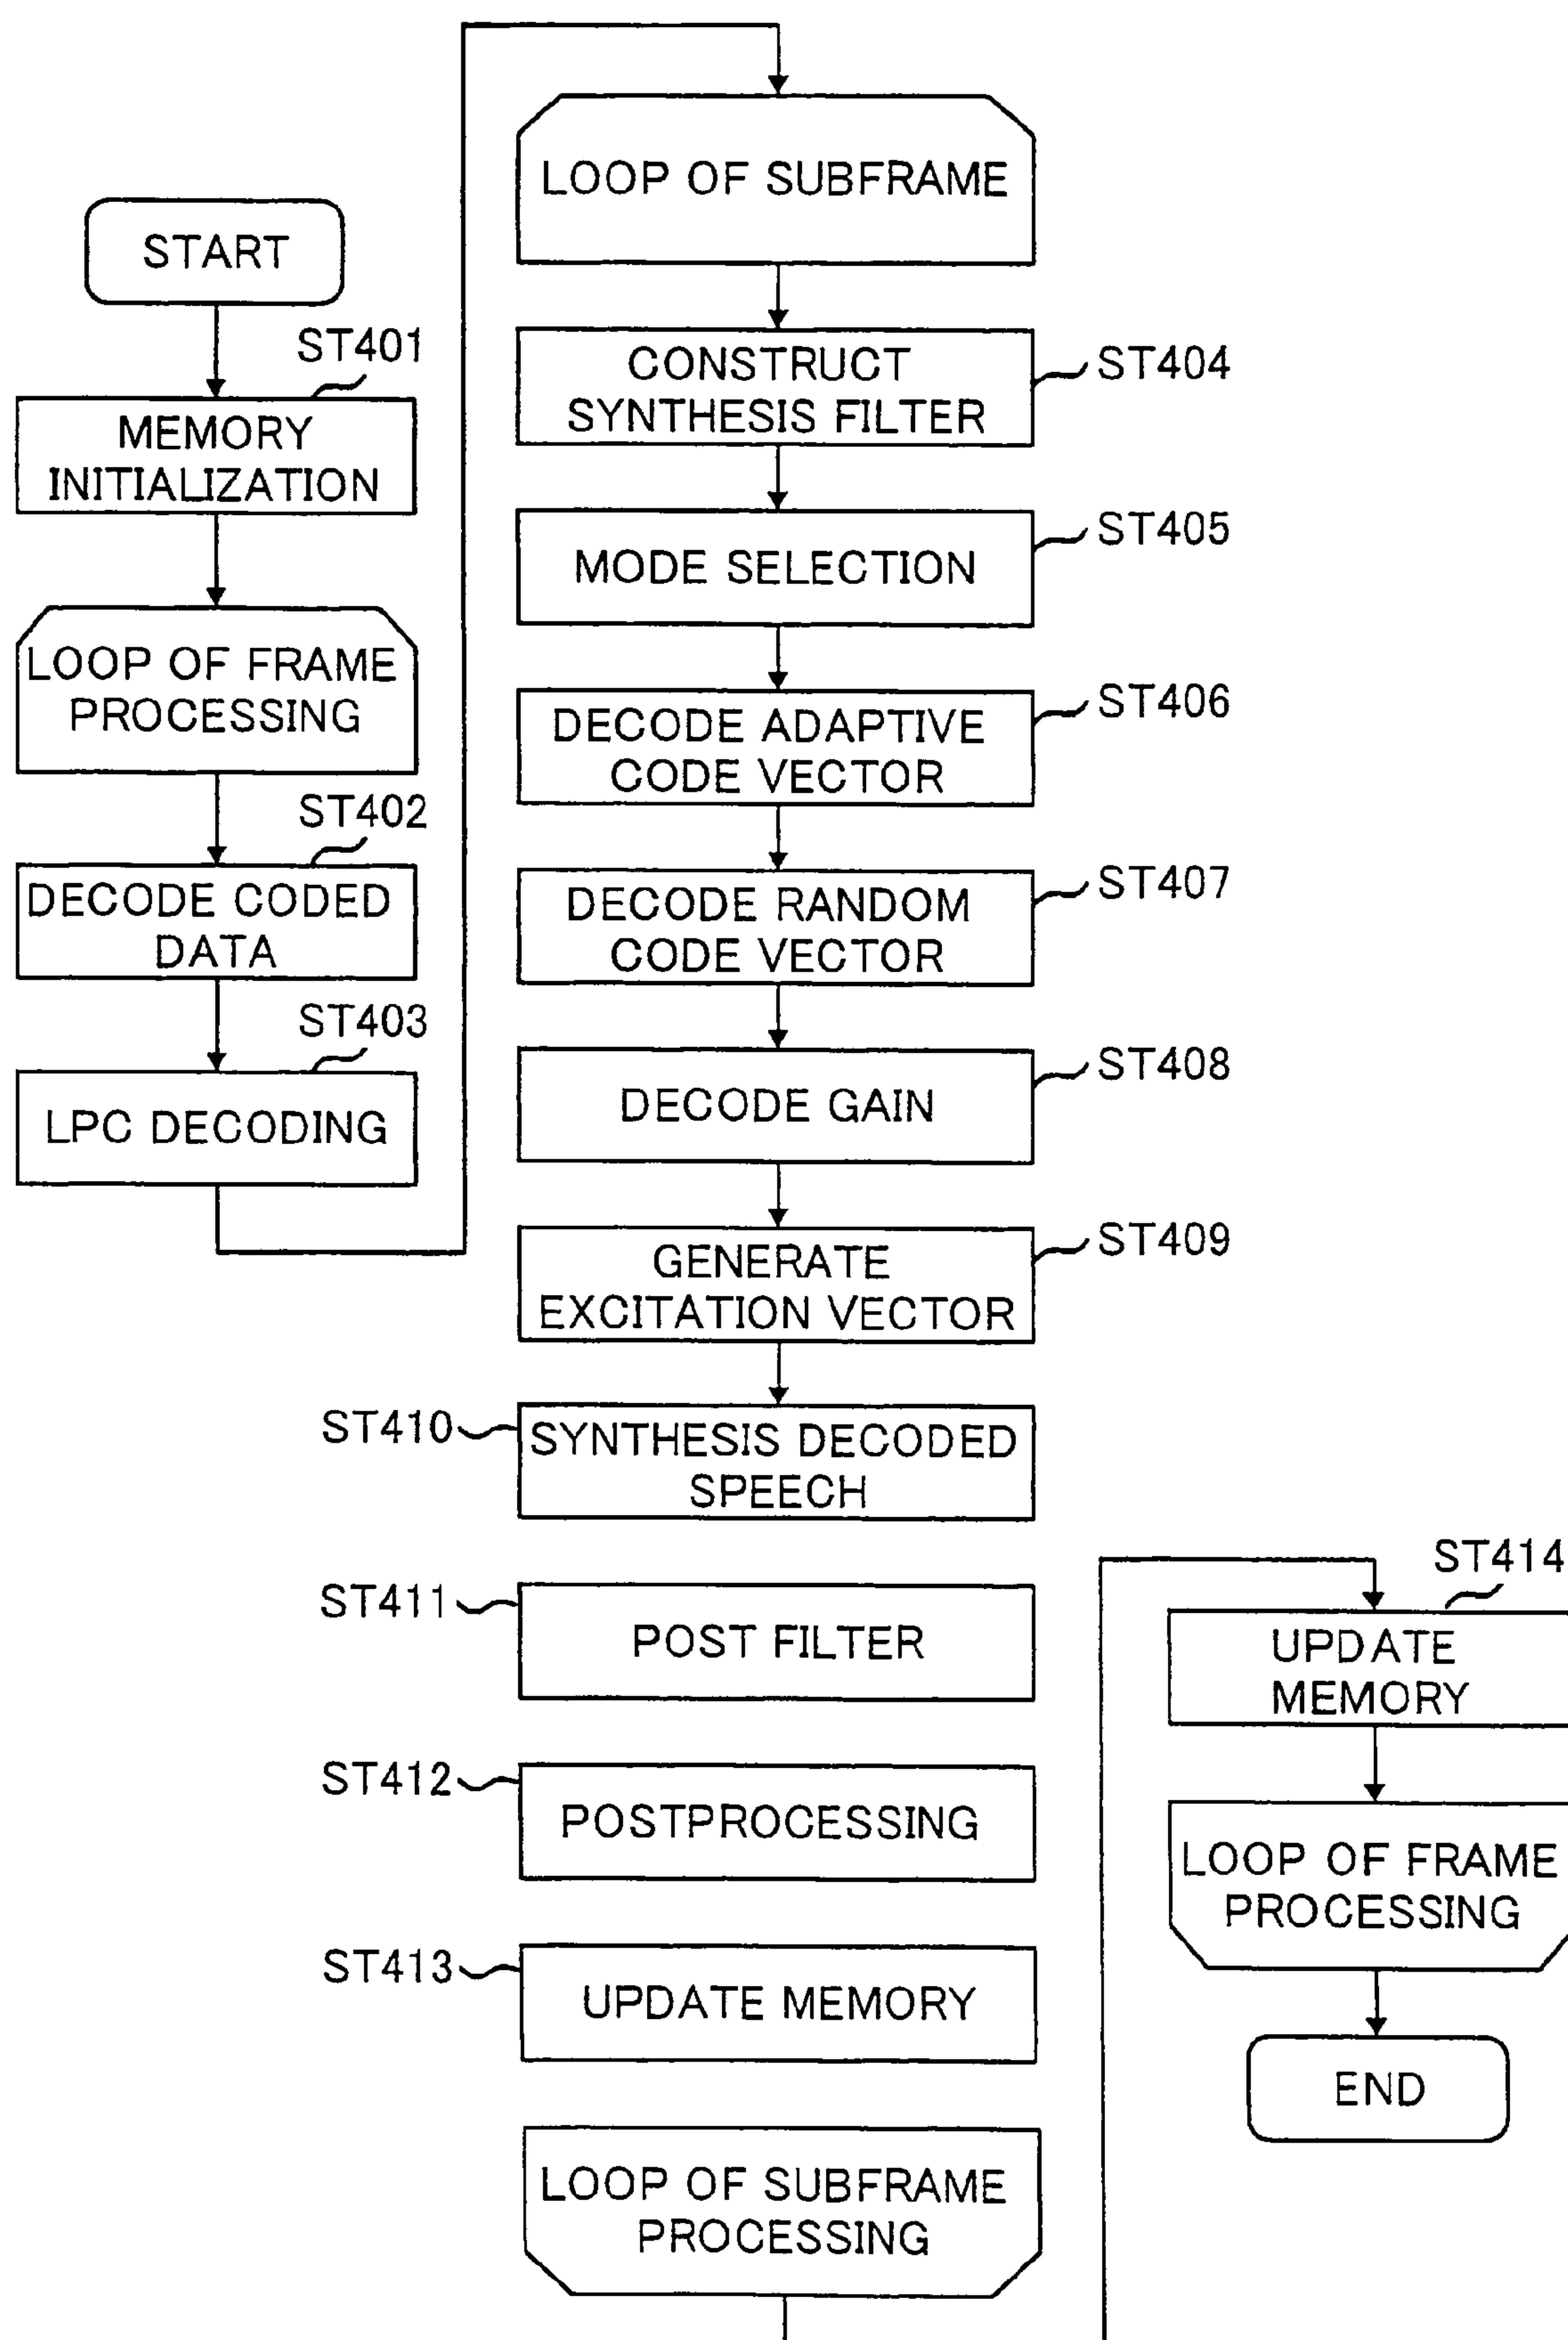 START
ST401
MEMORY
INITIALIZATION
LOOP OF FRAME
PROCESSING
ST402
DECODE CODED
DATA
ST403
LPC DECODING
LOOP OF SUBFRAME
CONSTRUCT
SYNTHESIS FILTER
ST404
MODE SELECTION
ST405
DECODE ADAPTIVE
CODE VECTOR
ST406
DECODE RANDOM
CODE VECTOR
ST407
DECODE GAIN
ST408
GENERATE
EXCITATION VECTOR
ST409
ST410
SYNTHESIS DECODED
SPEECH
ST411
POST FILTER
ST412
POSTPROCESSING
ST413
UPDATE MEMORY
LOOP OF SUBFRAME
PROCESSING
ST414
UPDATE
MEMORY
LOOP OF FRAME
PROCESSING
END